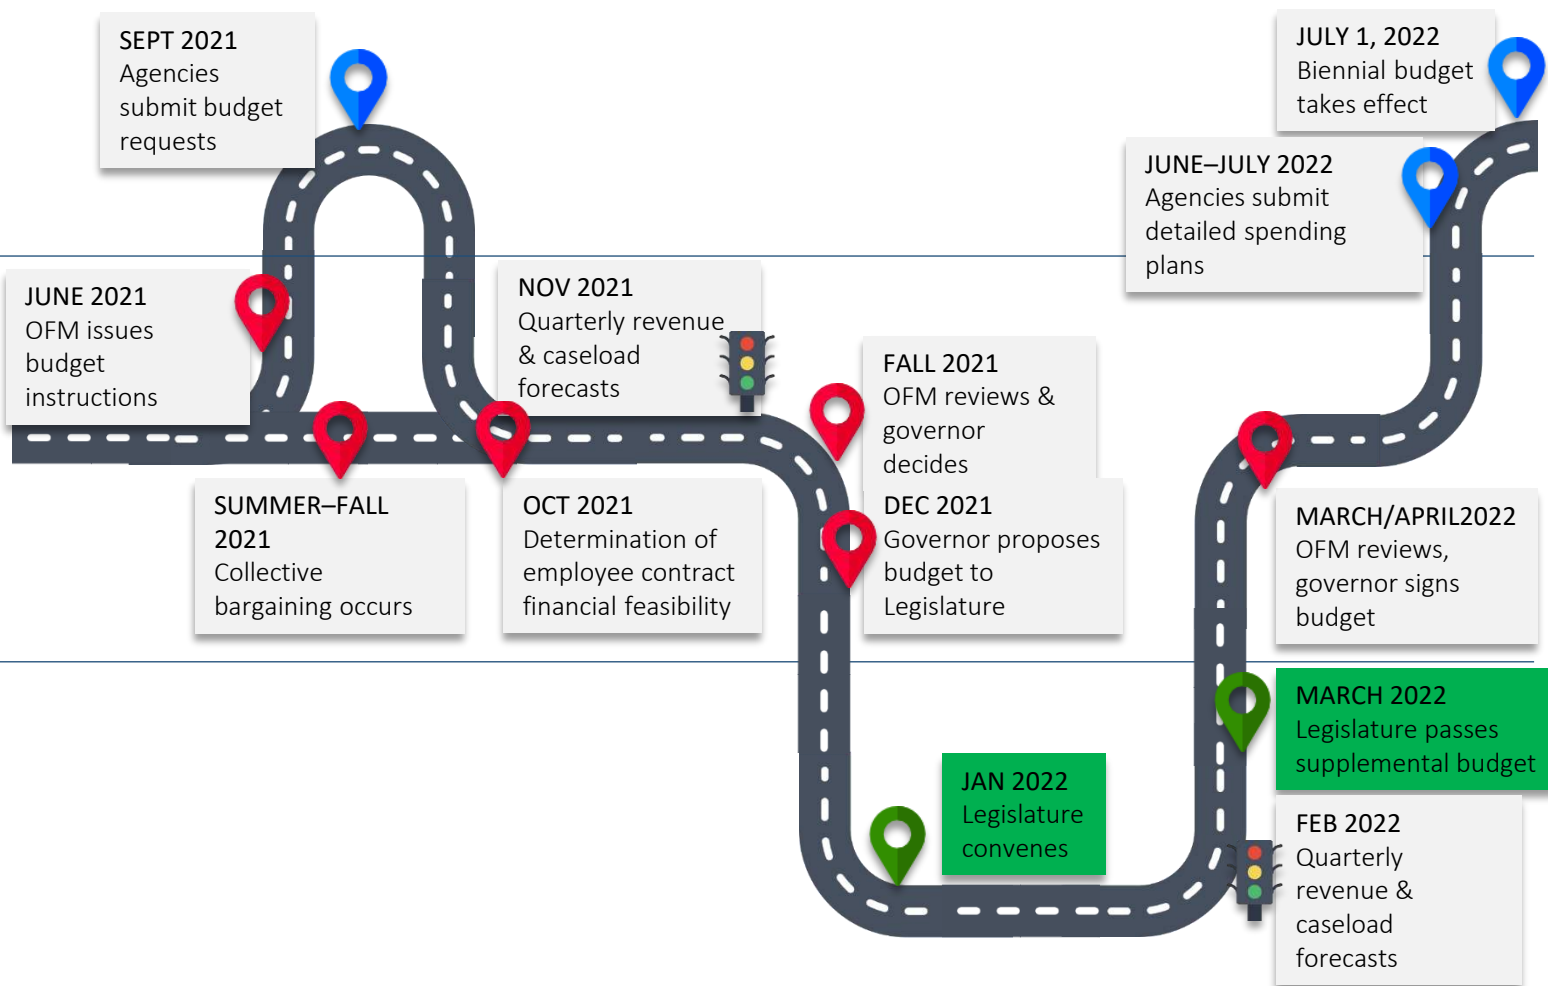 SEPT 2021
Agencies
submit budget
requests
JULY 1, 2022
Biennial budget
takes effect
JUNE–JULY 2022
Agencies submit
detailed spending
plans
JUNE 2021
OFM issues
budget
instructions
NOV 2021
Quarterly revenue
& caseload
forecasts
FALL 2021
OFM reviews &
governor
decides
SUMMER–FALL
2021
Collective
bargaining occurs
OCT 2021
Determination of
employee contract
financial feasibility
DEC 2021
Governor proposes
budget to
Legislature
MARCH/APRIL2022
OFM reviews,
governor signs
budget
MARCH 2022
Legislature passes
supplemental budget
JAN 2022
Legislature
convenes
FEB 2022
Quarterly
revenue &
caseload
forecasts